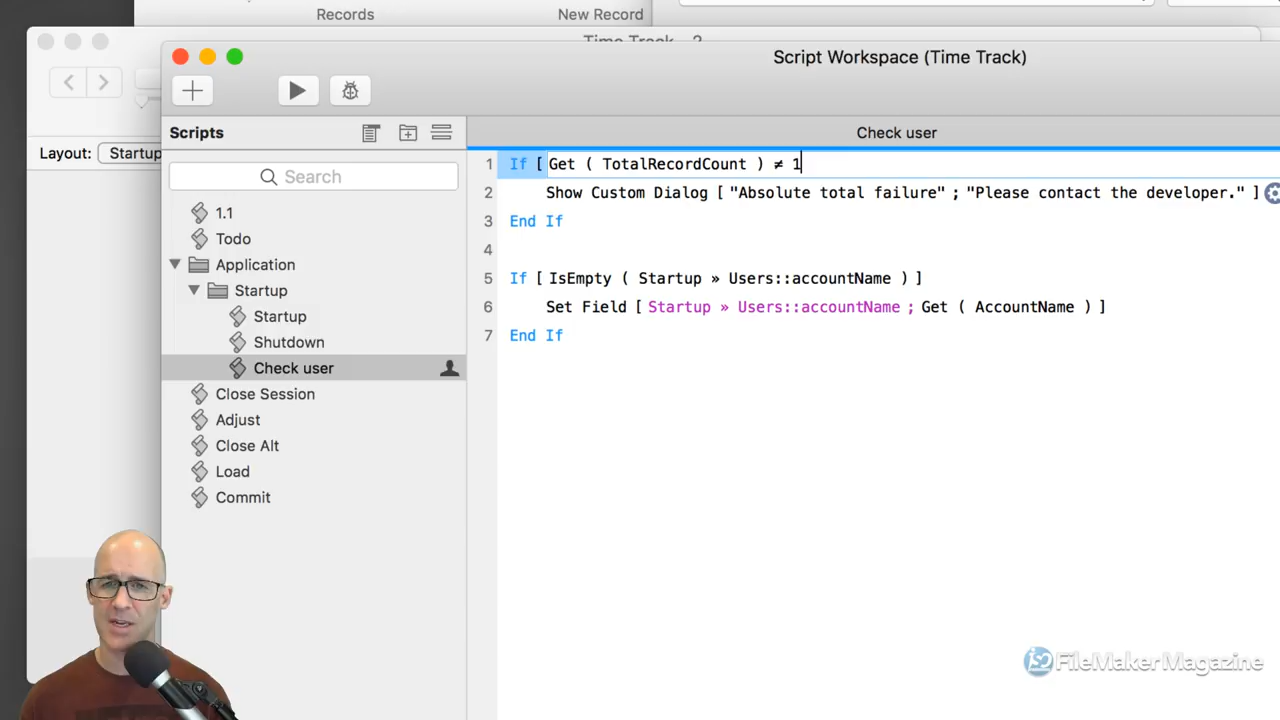 Records
New Record
Script Workspace (Time Track)
Scripts
Check user
Layout: Startup
Search
1 If [ Get ( TotalRecordCount ) ≠ 1
2 Show Custom Dialog [ "Absolute total failure" ; "Please contact the developer." ]
3 End If
4
5 If [ IsEmpty ( Startup » Users::accountName ) ]
6 Set Field [ Startup » Users::accountName ; Get ( AccountName ) ]
7 End If
1.1
Todo
Application
Startup
Startup
Shutdown
Check user
Close Session
Adjust
Close Alt
Load
Commit
FileMaker Magazine